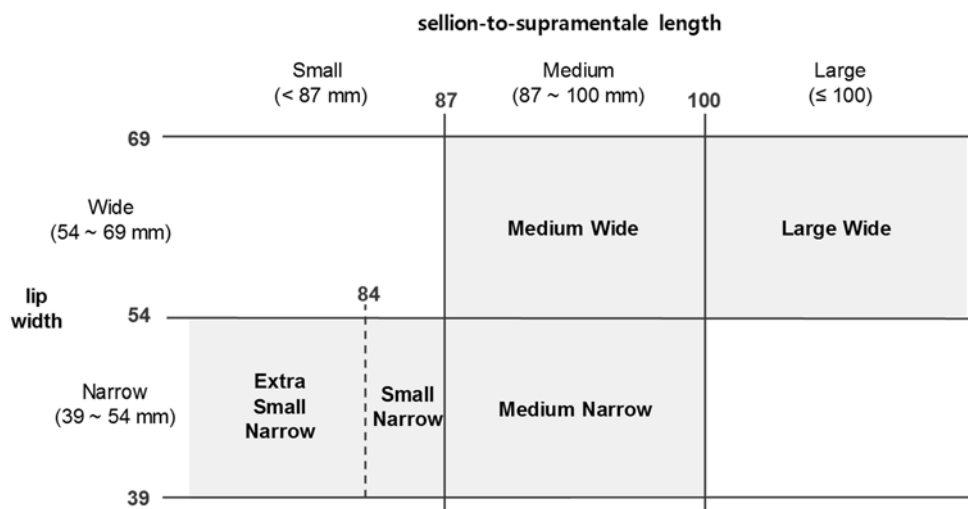 sellion-to-supramentale length
Small
(< 87 mm)
Medium
(87 ~ 100 mm)
Large
(≤ 100)
87
100
69
Wide
(54 ~ 69 mm)
Medium Wide
Large Wide
lip
width
84
54
Narrow
(39 ~ 54 mm)
Extra
Small
Narrow
Small
Narrow
Medium Narrow
39